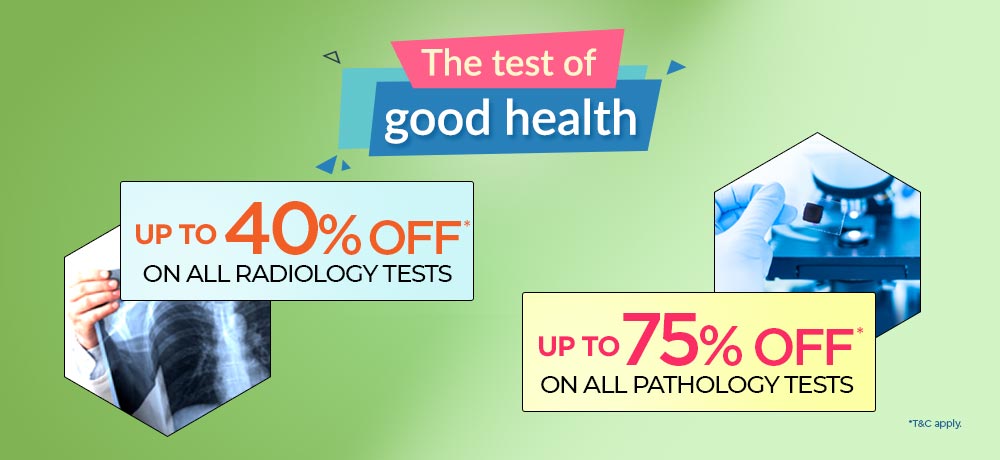 The test of
good health
UP TO 40% OFF*
ON ALL RADIOLOGY TESTS
UP TO 75% OFF*
ON ALL PATHOLOGY TESTS
*T&C apply.